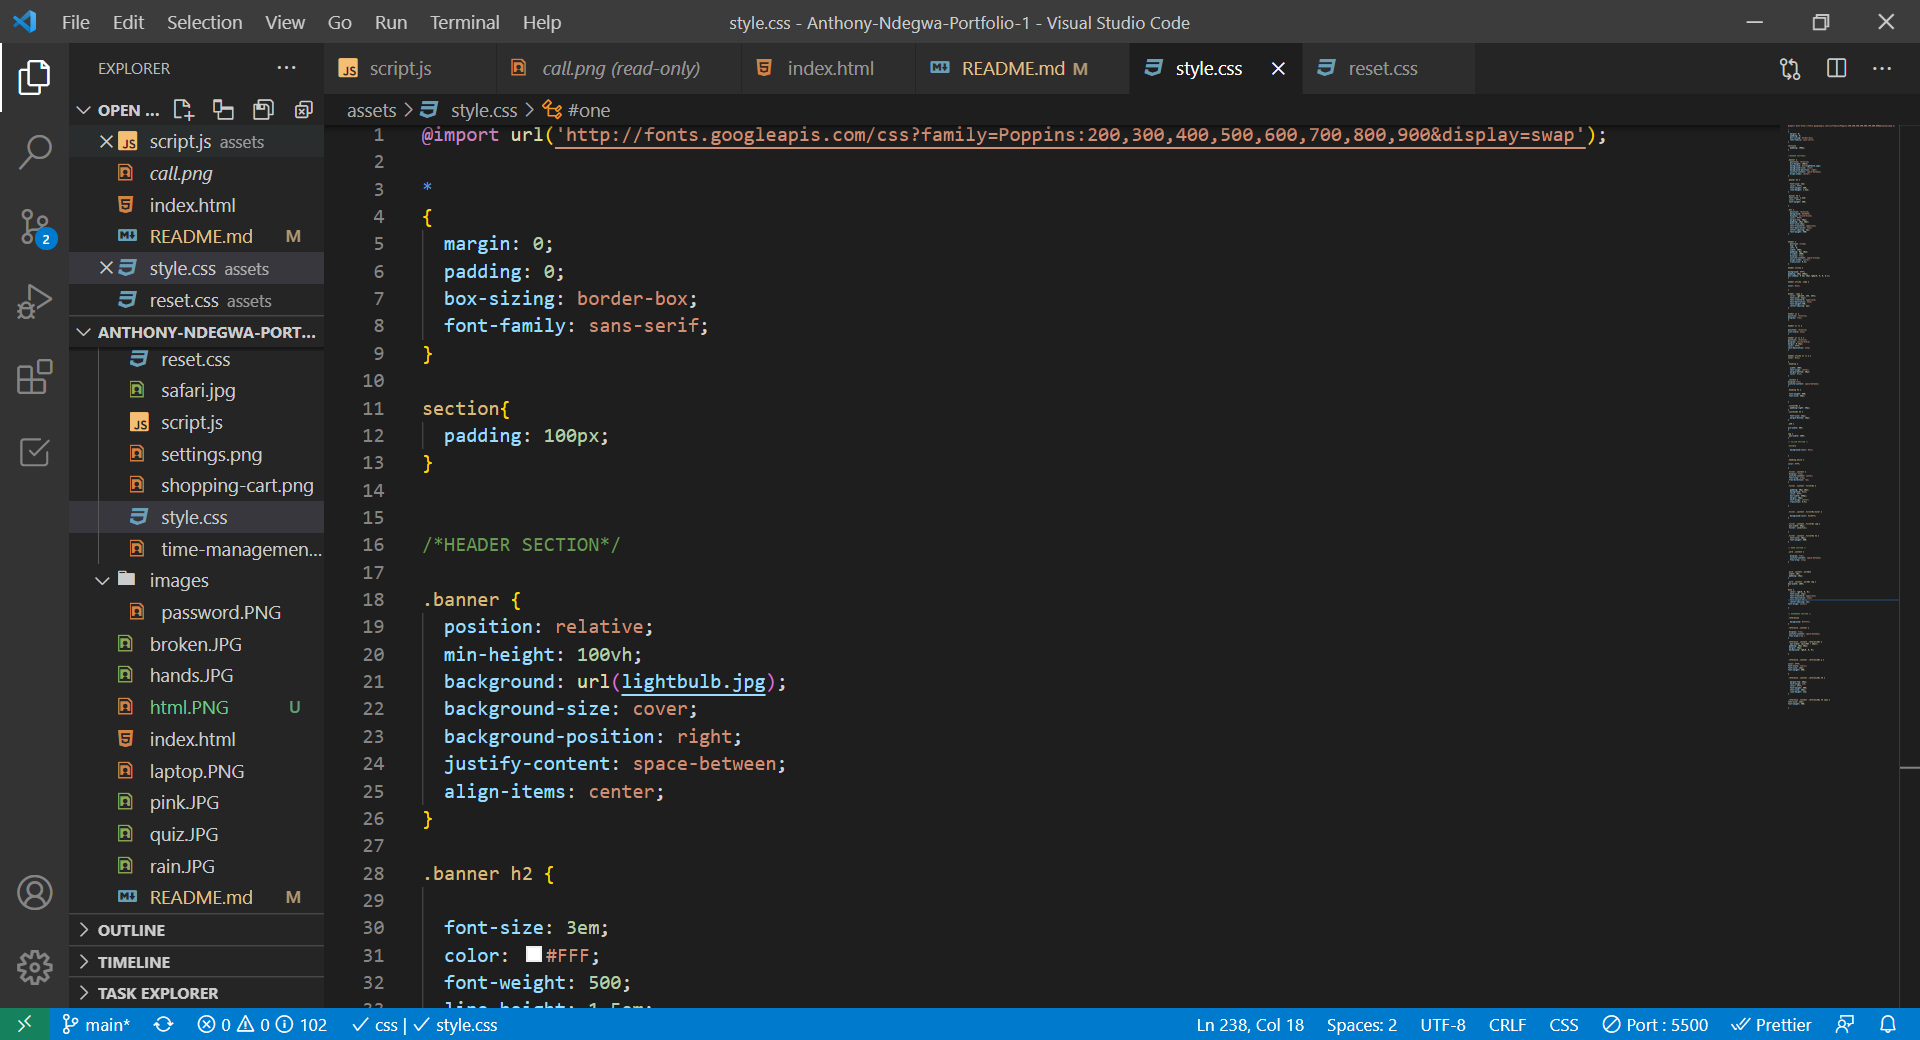 File Edit Selection View Go Run Terminal Help
style.css - Anthony-Ndegwa-Portfolio-1 - Visual Studio Code
EXPLORER
JS script.js
call.png (read-only)
index.html
README.md M
style.css
reset.css
OPEN ...
assets > style.css > #one
JS script.js assets
call.png
index.html
README.md M
style.css assets
reset.css assets
ANTHONY-NDEGWA-PORT...
reset.css
safari.jpg
JS script.js
settings.png
shopping-cart.png
style.css
time-managemen...
images
password.PNG
broken.JPG
hands.JPG
html.PNG U
index.html
laptop.PNG
pink.JPG
quiz.JPG
rain.JPG
README.md M
OUTLINE
TIMELINE
TASK EXPLORER
2
1 @import url('http://fonts.googleapis.com/css?family=Poppins:200,300,400,500,600,700,800,900&display=swap');
2
3 *
4 {
5 margin: 0;
6 padding: 0;
7 box-sizing: border-box;
8 font-family: sans-serif;
9 }
10
11 section{
12 padding: 100px;
13 }
14
15
16 /*HEADER SECTION*/
17
18 .banner {
19 position: relative;
20 min-height: 100vh;
21 background: url(lightbulb.jpg);
22 background-size: cover;
23 background-position: right;
24 justify-content: space-between;
25 align-items: center;
26 }
27
28 .banner h2 {
29
30 font-size: 3em;
31 color: #FFF;
32 font-weight: 500;
33 line-height: 1.5em;
main* 0 0 102 css | style.css
Ln 238, Col 18 Spaces: 2 UTF-8 CRLF CSS Port : 5500 Prettier